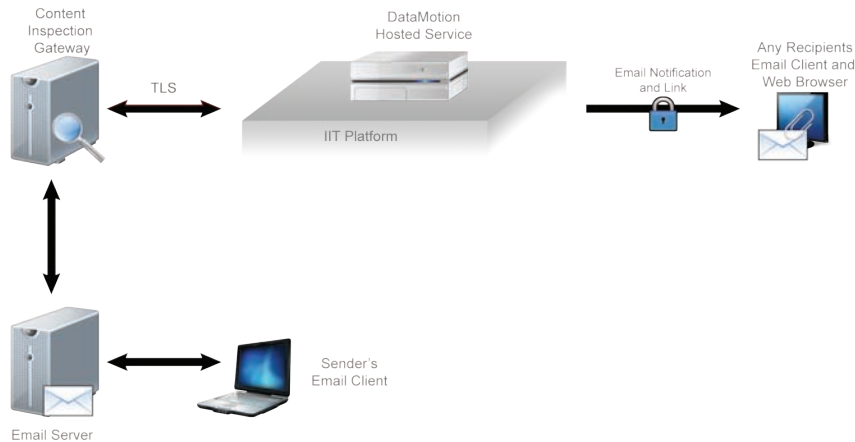 Content
Inspection
Gateway
DataMotion
Hosted Service
Any Recipients
Email Client and
Web Browser
TLS
Email Notification
and Link
IIT Platform
Sender's
Email Client
Email Server